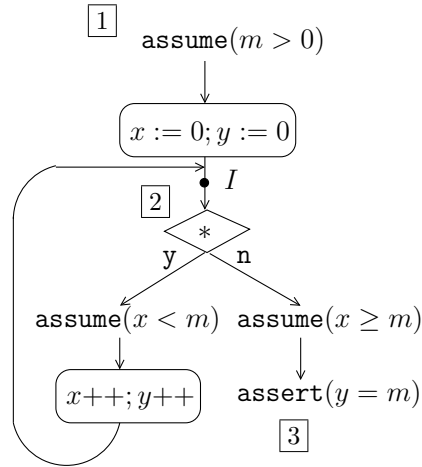 1
assume(m > 0)
x := 0; y := 0
I
2
*
y n
assume(x < m) assume(x ≥ m)
x++; y++ assert(y = m)
3